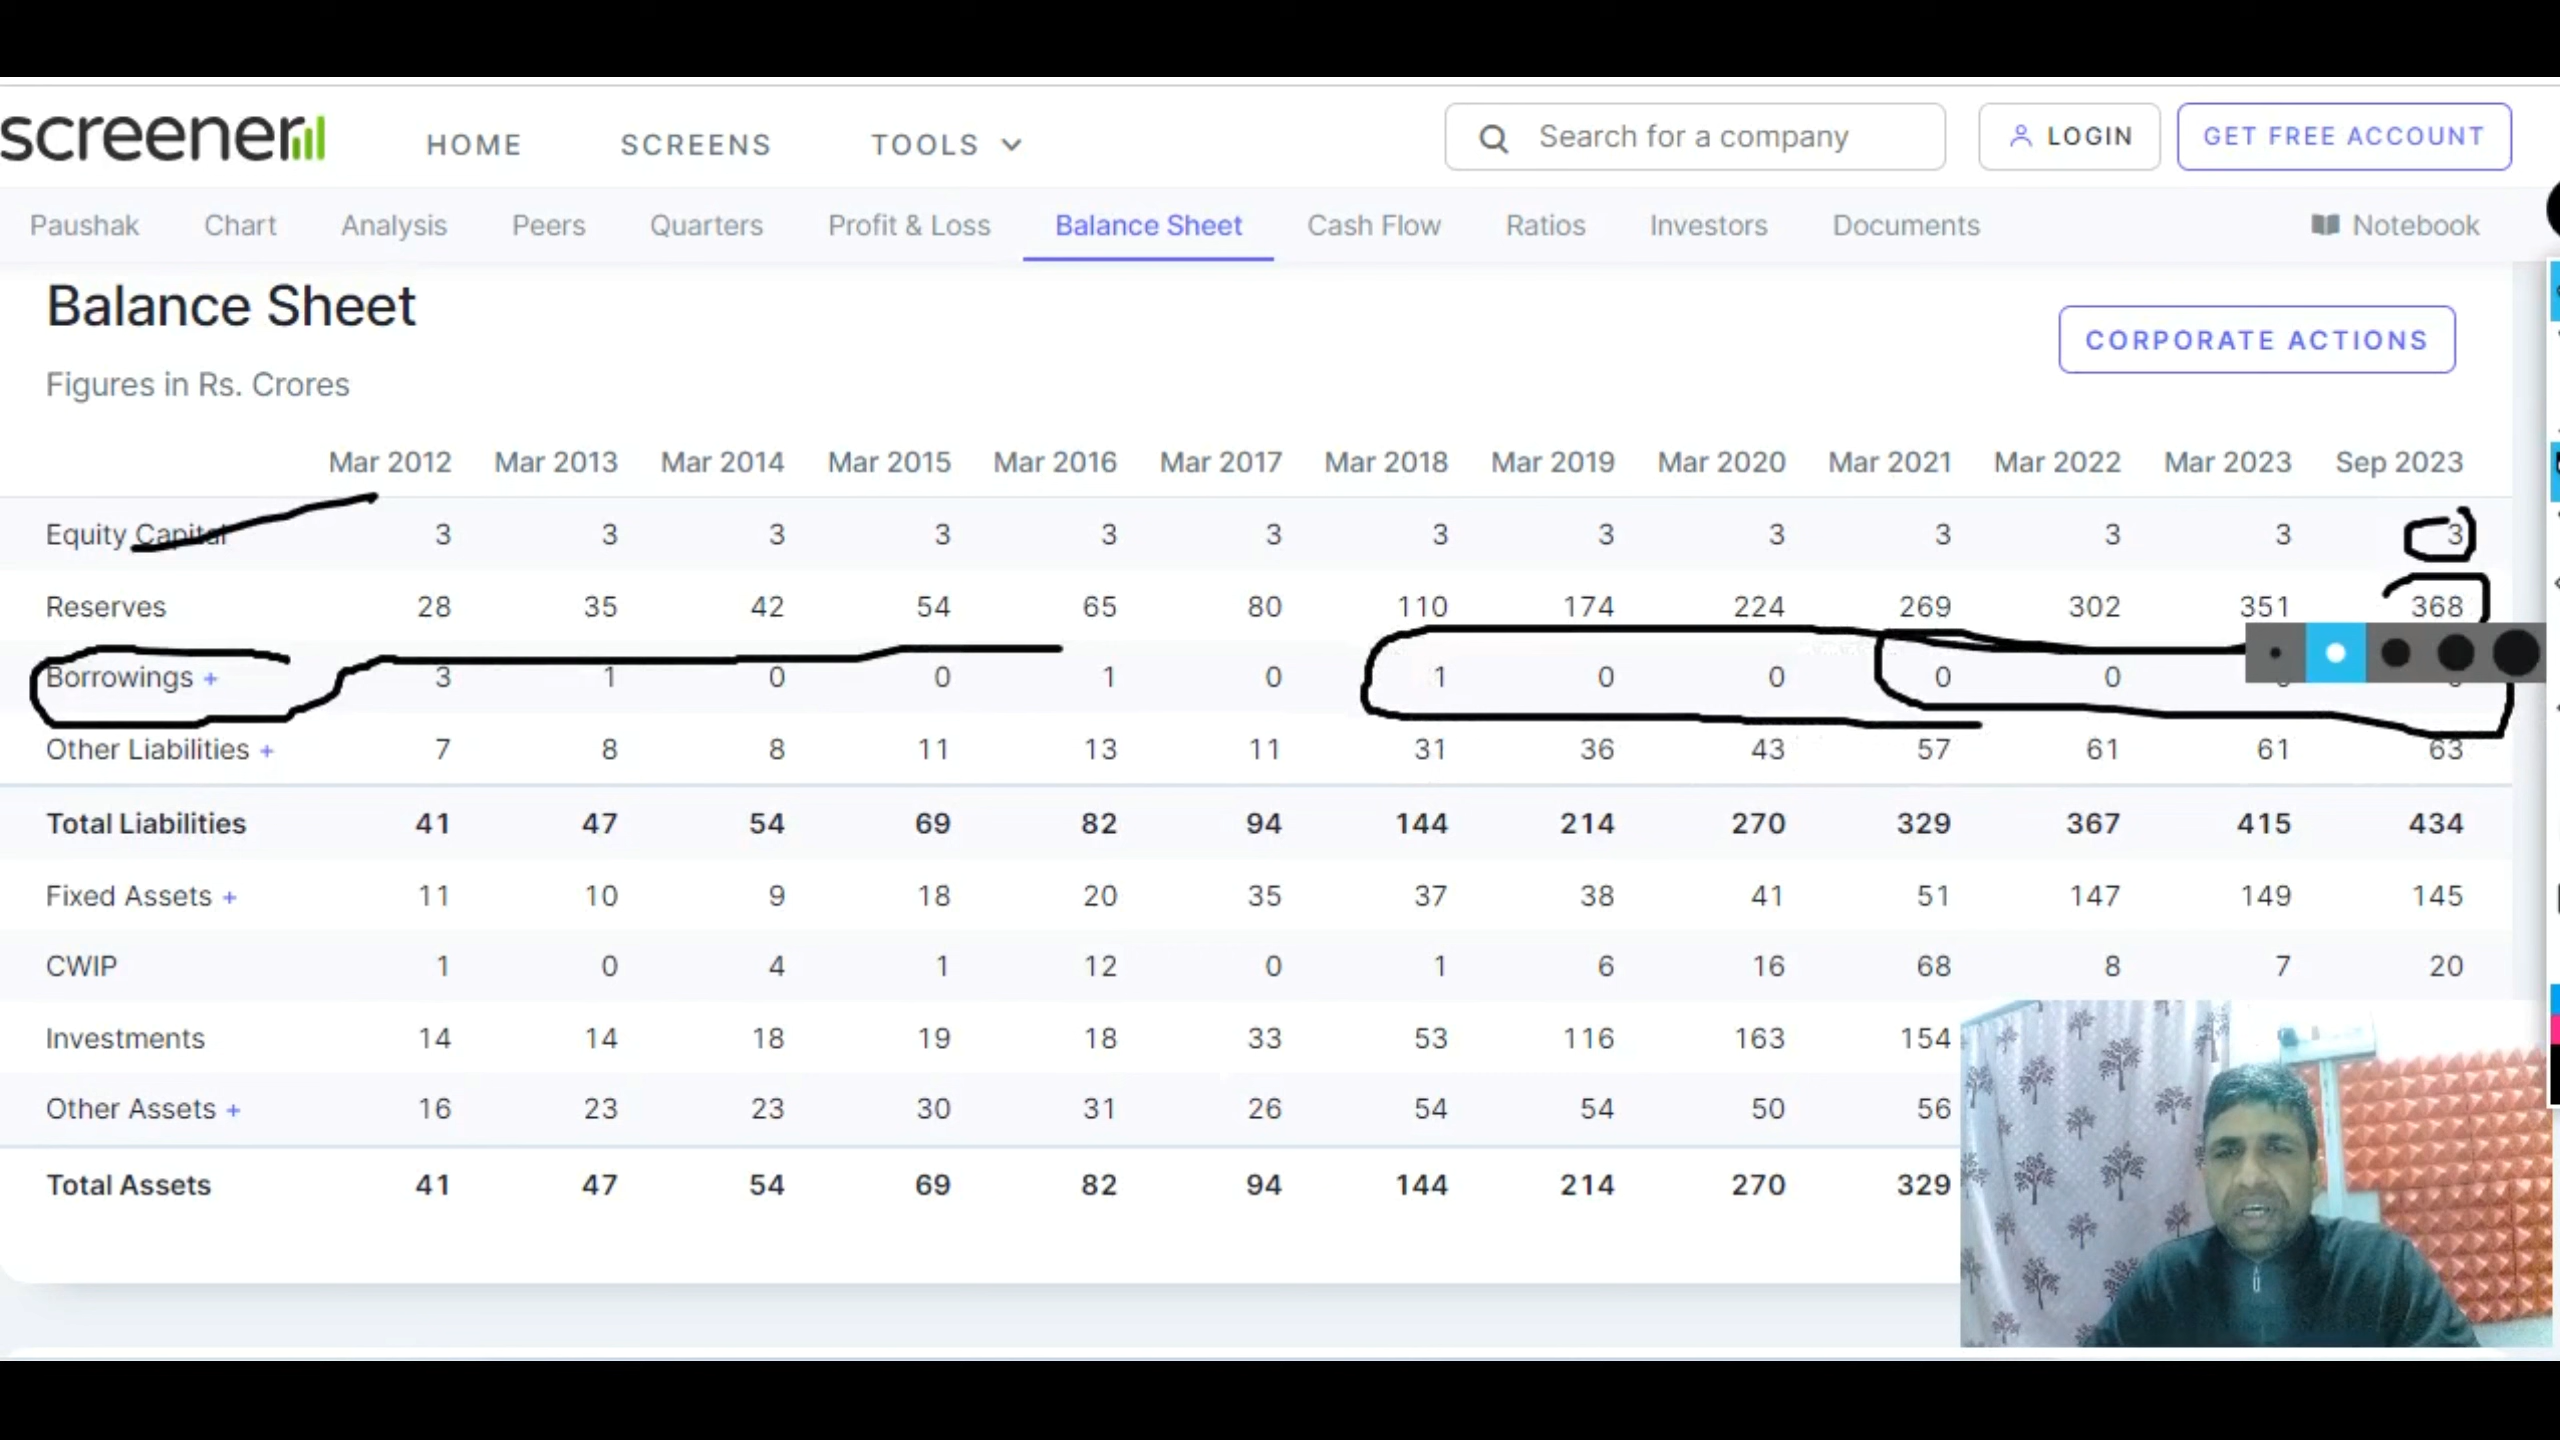 screener HOME SCREENS TOOLS Search for a company LOGIN GET FREE ACCOUNT
Paushak Chart Analysis Peers Quarters Profit & Loss Balance Sheet Cash Flow Ratios Investors Documents Notebook
Balance Sheet
CORPORATE ACTIONS
Figures in Rs. Crores
Mar 2012 Mar 2013 Mar 2014 Mar 2015 Mar 2016 Mar 2017 Mar 2018 Mar 2019 Mar 2020 Mar 2021 Mar 2022 Mar 2023 Sep 2023
Equity Capital 3 3 3 3 3 3 3 3 3 3 3 3 3
Reserves 28 35 42 54 65 80 110 174 224 269 302 351 368
Borrowings + 3 1 0 0 1 0 1 0 0 0 0
Other Liabilities + 7 8 8 11 13 11 31 36 43 57 61 61 63
Total Liabilities 41 47 54 69 82 94 144 214 270 329 367 415 434
Fixed Assets + 11 10 9 18 20 35 37 38 41 51 147 149 145
CWIP 1 0 4 1 12 0 1 6 16 68 8 7 20
Investments 14 14 18 19 18 33 53 116 163 154
Other Assets + 16 23 23 30 31 26 54 54 50 56
Total Assets 41 47 54 69 82 94 144 214 270 329